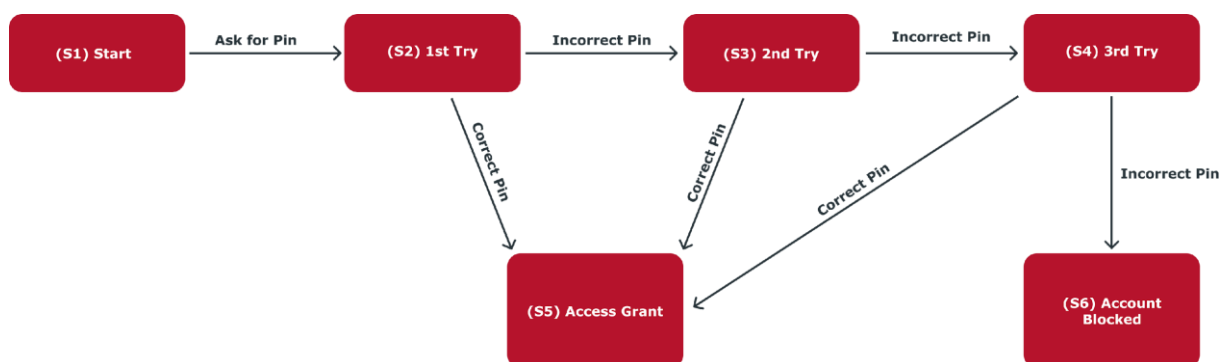 (S1) Start
Ask for Pin
(S2) 1st Try
Incorrect Pin
(S3) 2nd Try
Incorrect Pin
(S4) 3rd Try
Correct Pin
Correct Pin
Correct Pin
Incorrect Pin
(S5) Access Grant
(S6) Account
Blocked